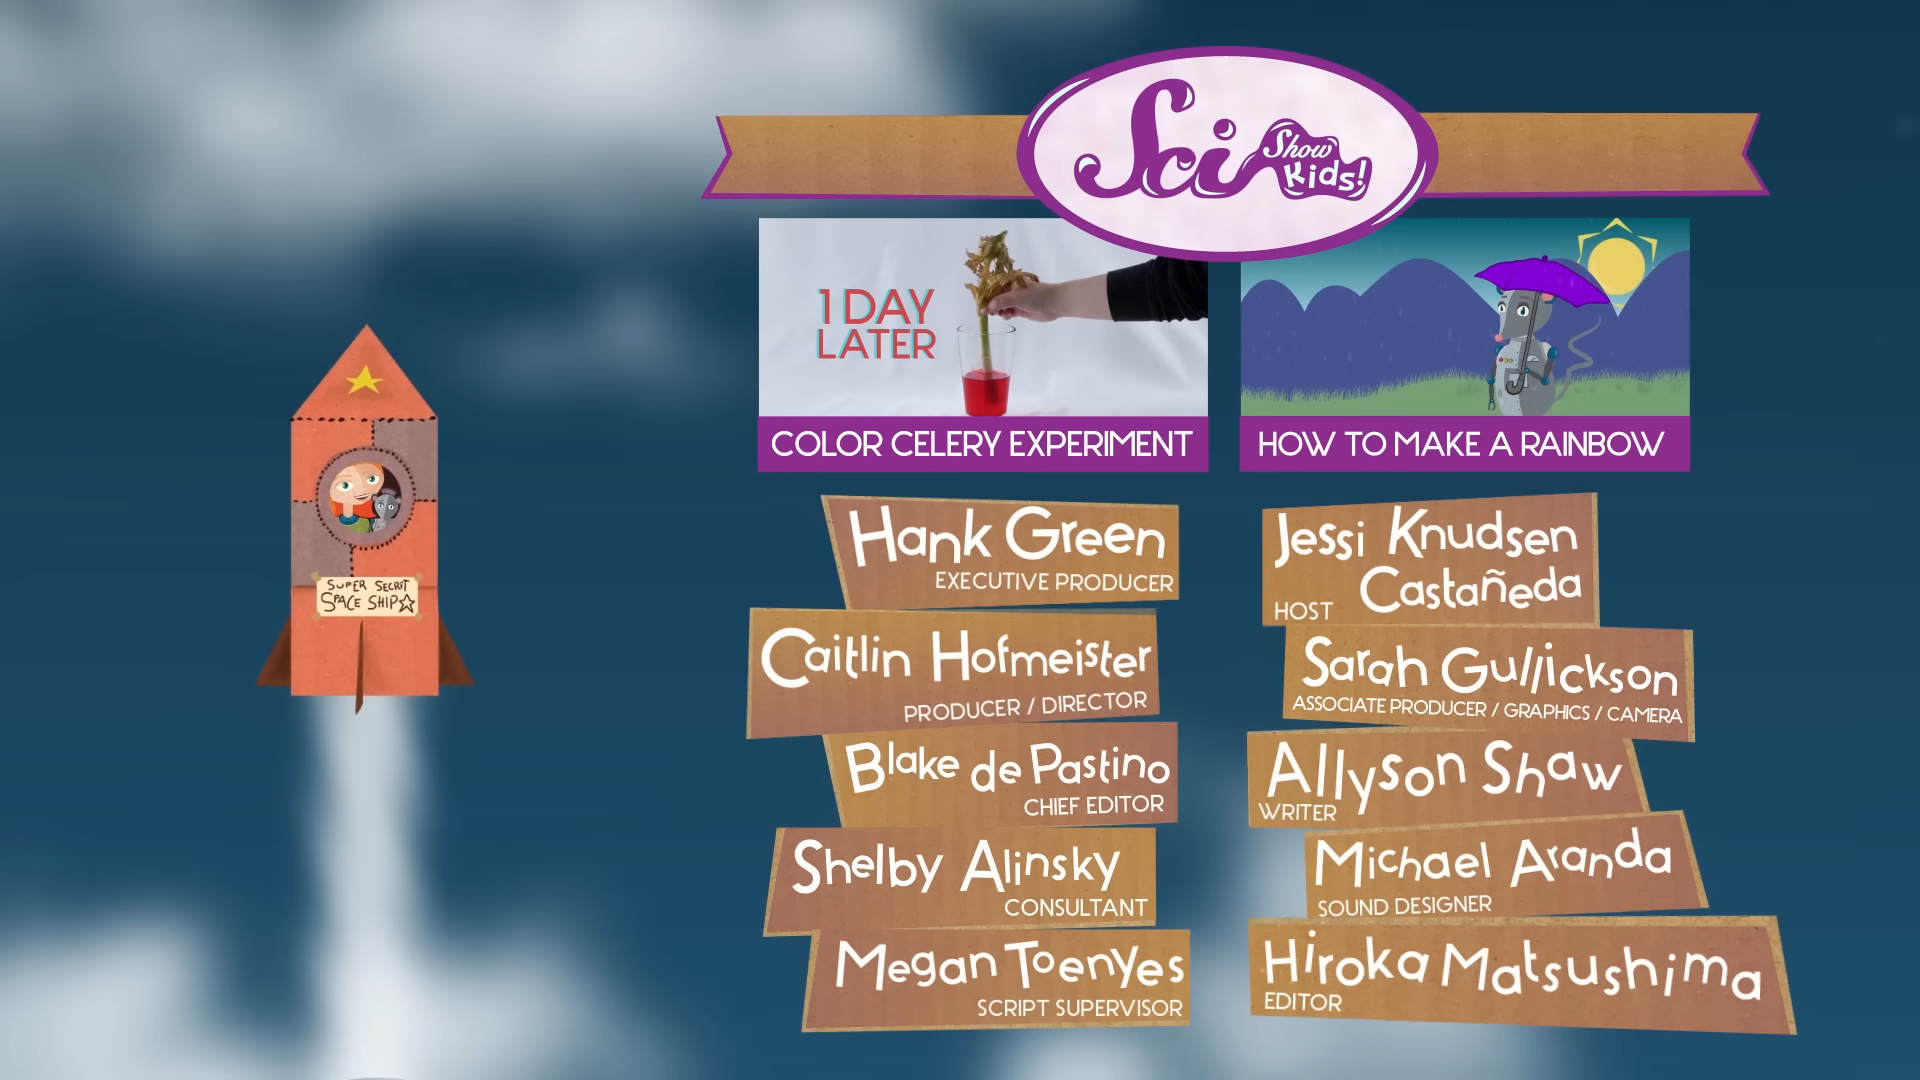 Sci Show Kids!
1 DAY
LATER
COLOR CELERY EXPERIMENT
HOW TO MAKE A RAINBOW
SUPER SECRET
SPACE SHIP
Hank Green
EXECUTIVE PRODUCER
Caitlin Hofmeister
PRODUCER / DIRECTOR
Blake de Pastino
CHIEF EDITOR
Shelby Alinsky
CONSULTANT
Megan Toenyes
SCRIPT SUPERVISOR
Jessi Knudsen
Castañeda
HOST
Sarah Gullickson
ASSOCIATE PRODUCER / GRAPHICS / CAMERA
Allyson Shaw
WRITER
Michael Aranda
SOUND DESIGNER
Hiroka Matsushima
EDITOR